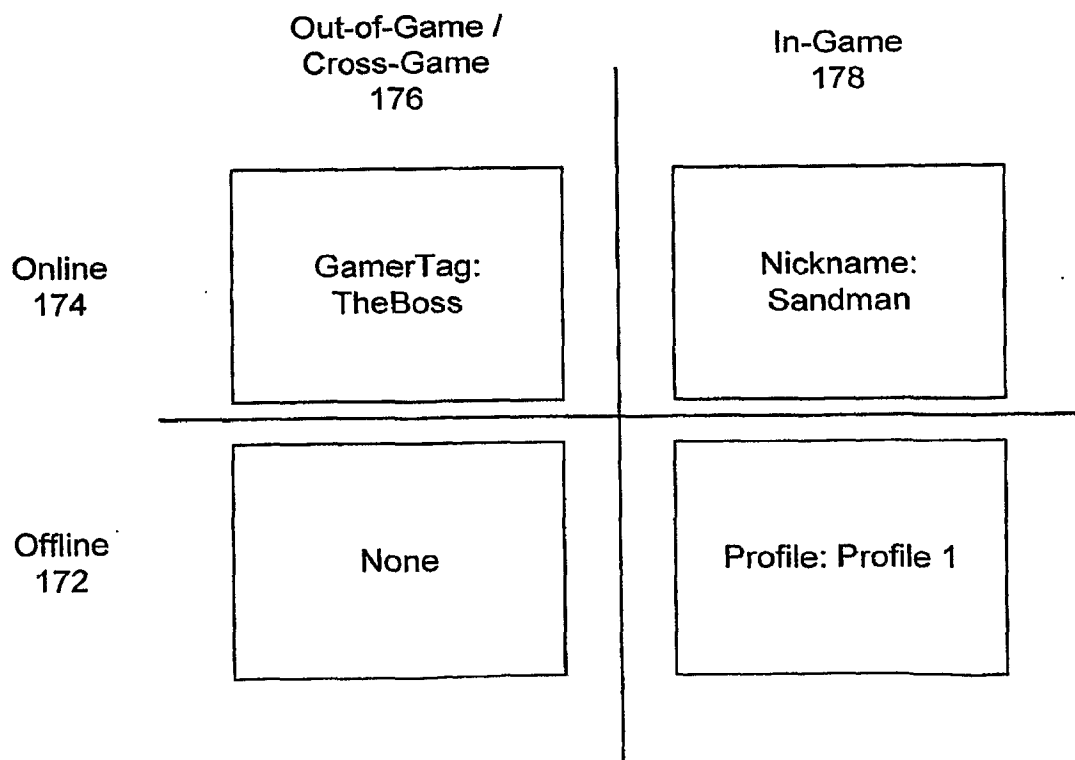 Out-of-Game /
Cross-Game
176
In-Game
178
Online
174
GamerTag:
TheBoss
Nickname:
Sandman
Offline
172
None
Profile: Profile 1